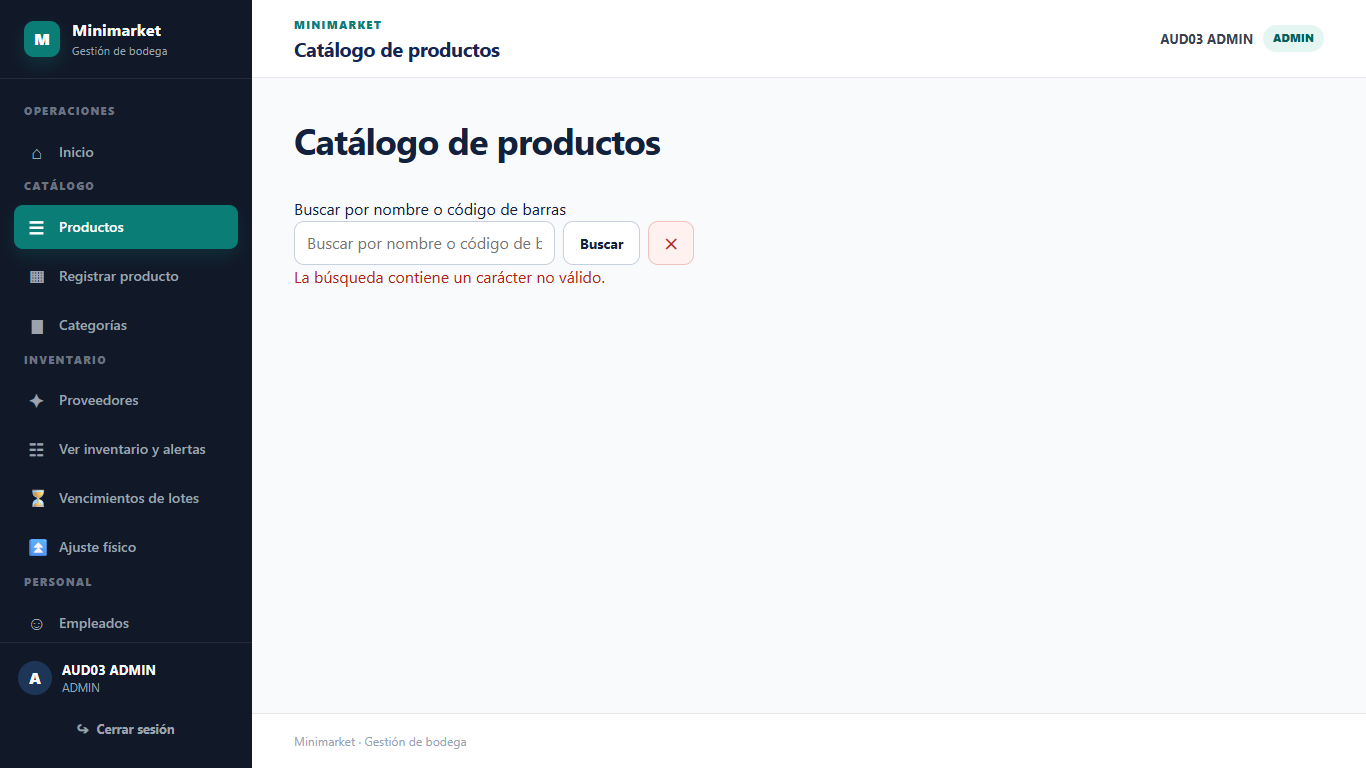 M
Minimarket
Gestión de bodega
OPERACIONES
Inicio
CATÁLOGO
Productos
Registrar producto
Categorías
INVENTARIO
Proveedores
Ver inventario y alertas
Vencimientos de lotes
Ajuste físico
PERSONAL
Empleados
A
AUD03 ADMIN
ADMIN
Cerrar sesión
MINIMARKET
Catálogo de productos
AUD03 ADMIN
ADMIN
Catálogo de productos
Buscar por nombre o código de barras
Buscar por nombre o código de b
Buscar
La búsqueda contiene un carácter no válido.
Minimarket · Gestión de bodega